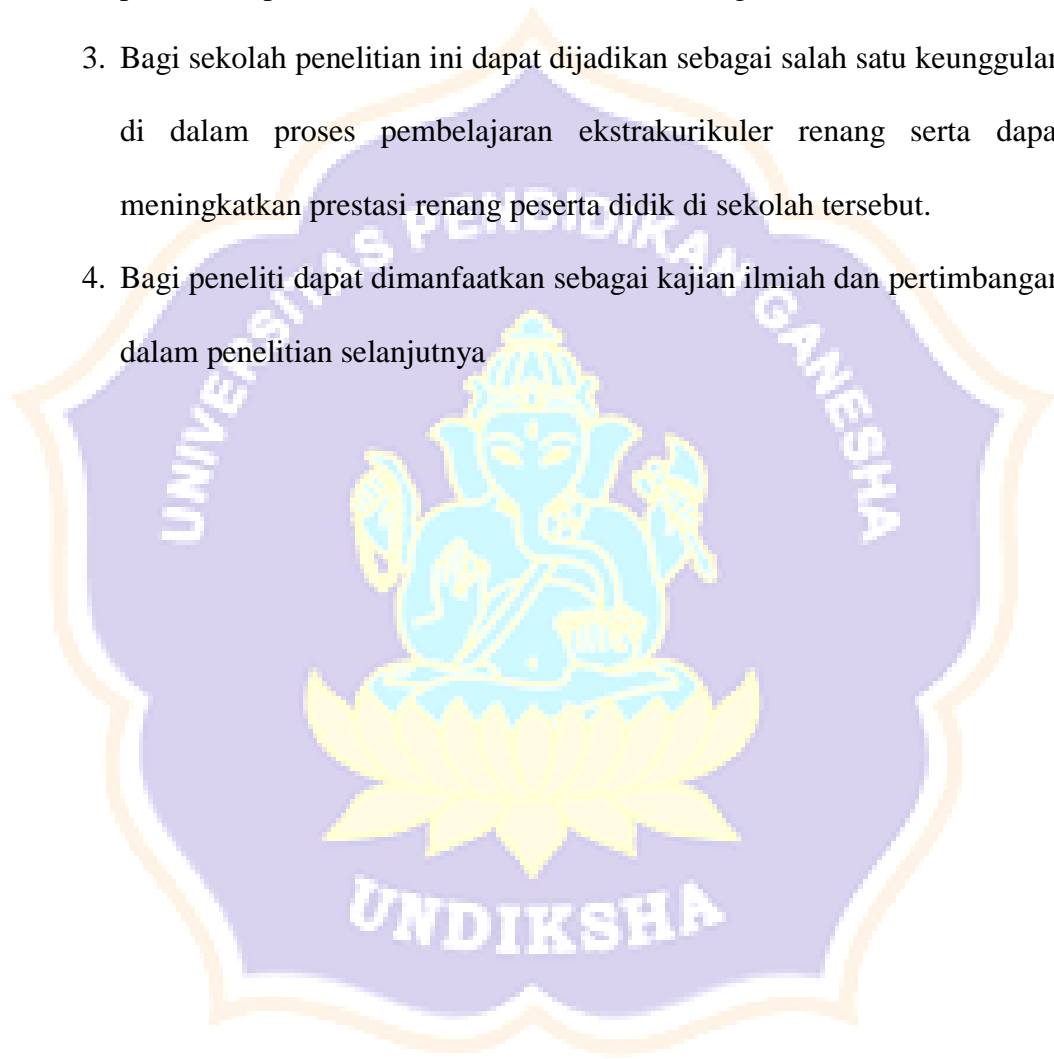 3. Bagi sekolah penelitian ini dapat dijadikan sebagai salah satu keunggulan
di dalam proses pembelajaran ekstrakurikuler renang serta dapat
meningkatkan prestasi renang peserta didik di sekolah tersebut.
4. Bagi peneliti dapat dimanfaatkan sebagai kajian ilmiah dan pertimbangan
dalam penelitian selanjutnya
UNIVERSITAS PENDIDIKAN GANESHA
UNDIKSHA